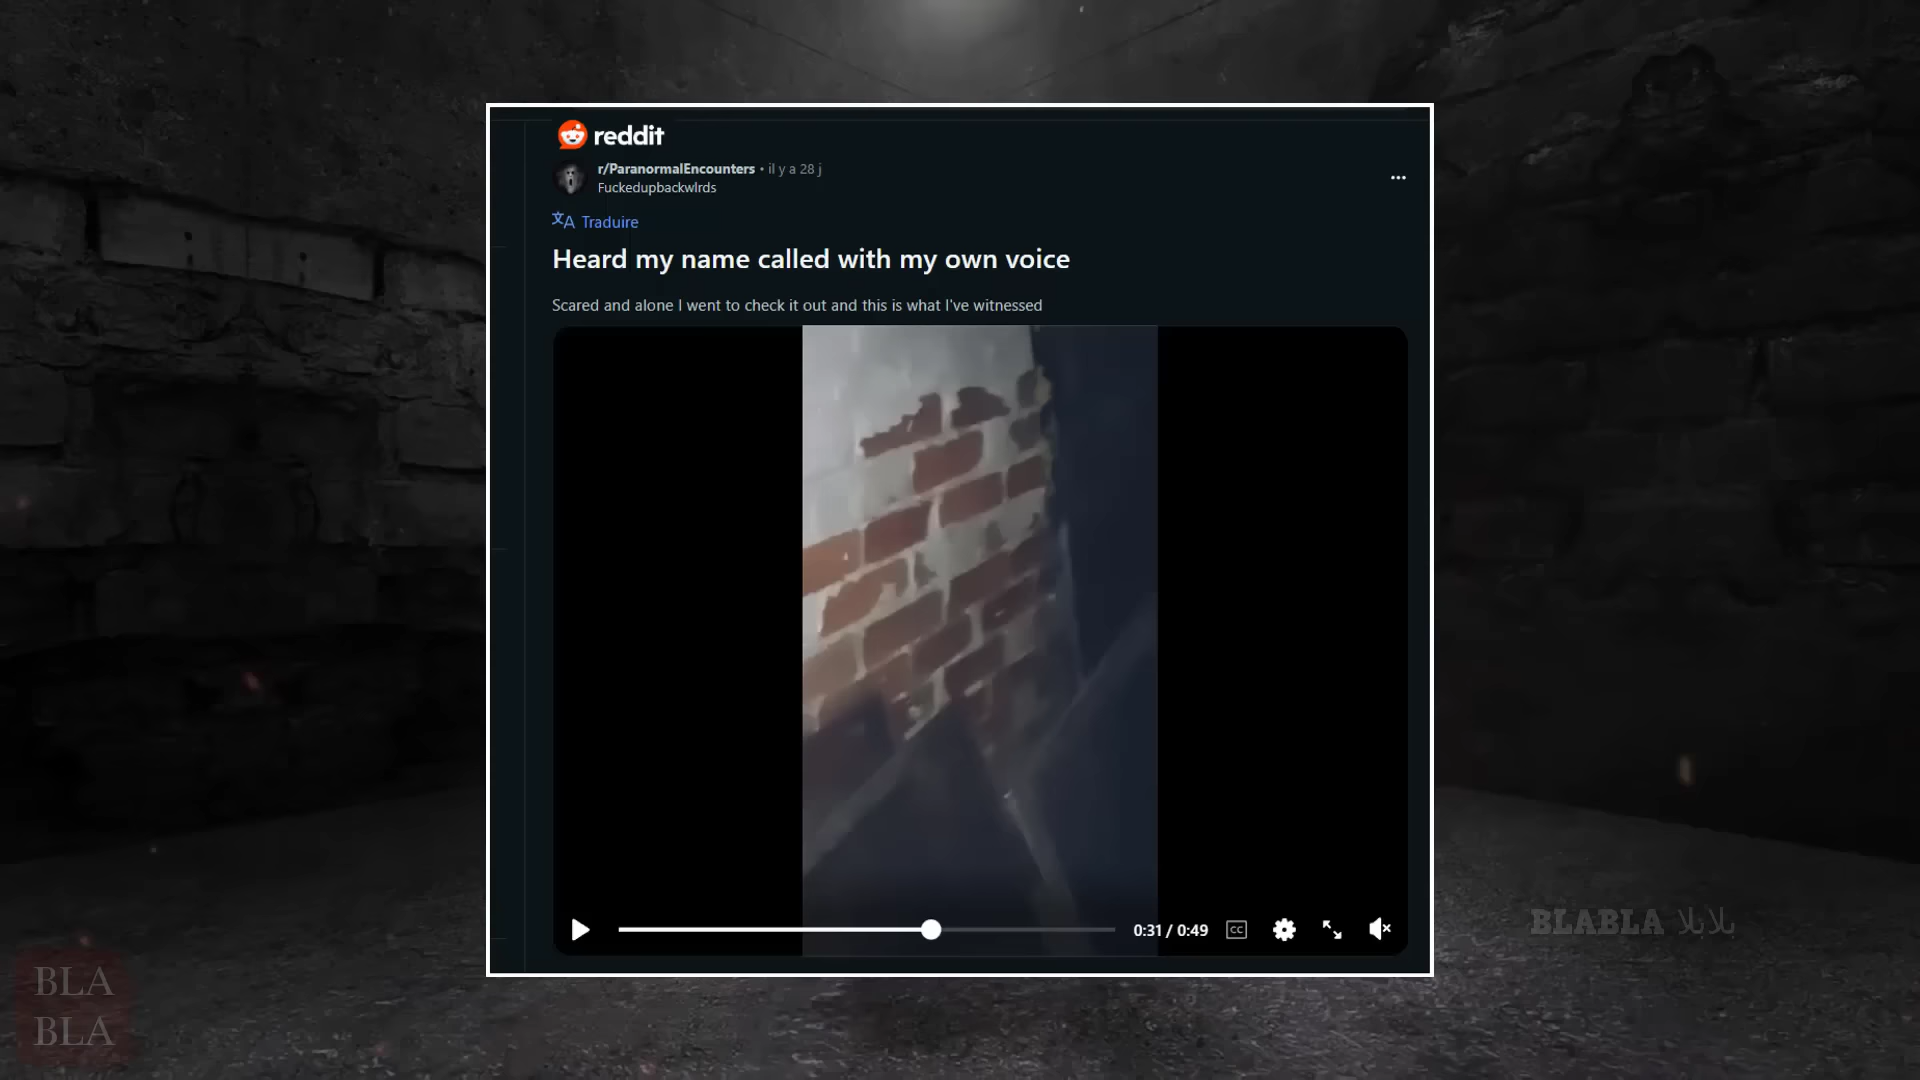 reddit
r/ParanormalEncounters • il y a 28 j
Fuckedupbackwlrds
Traduire
Heard my name called with my own voice
Scared and alone I went to check it out and this is what I've witnessed
0:31 / 0:49
CC
BLABLA بلابلا
BLA
BLA